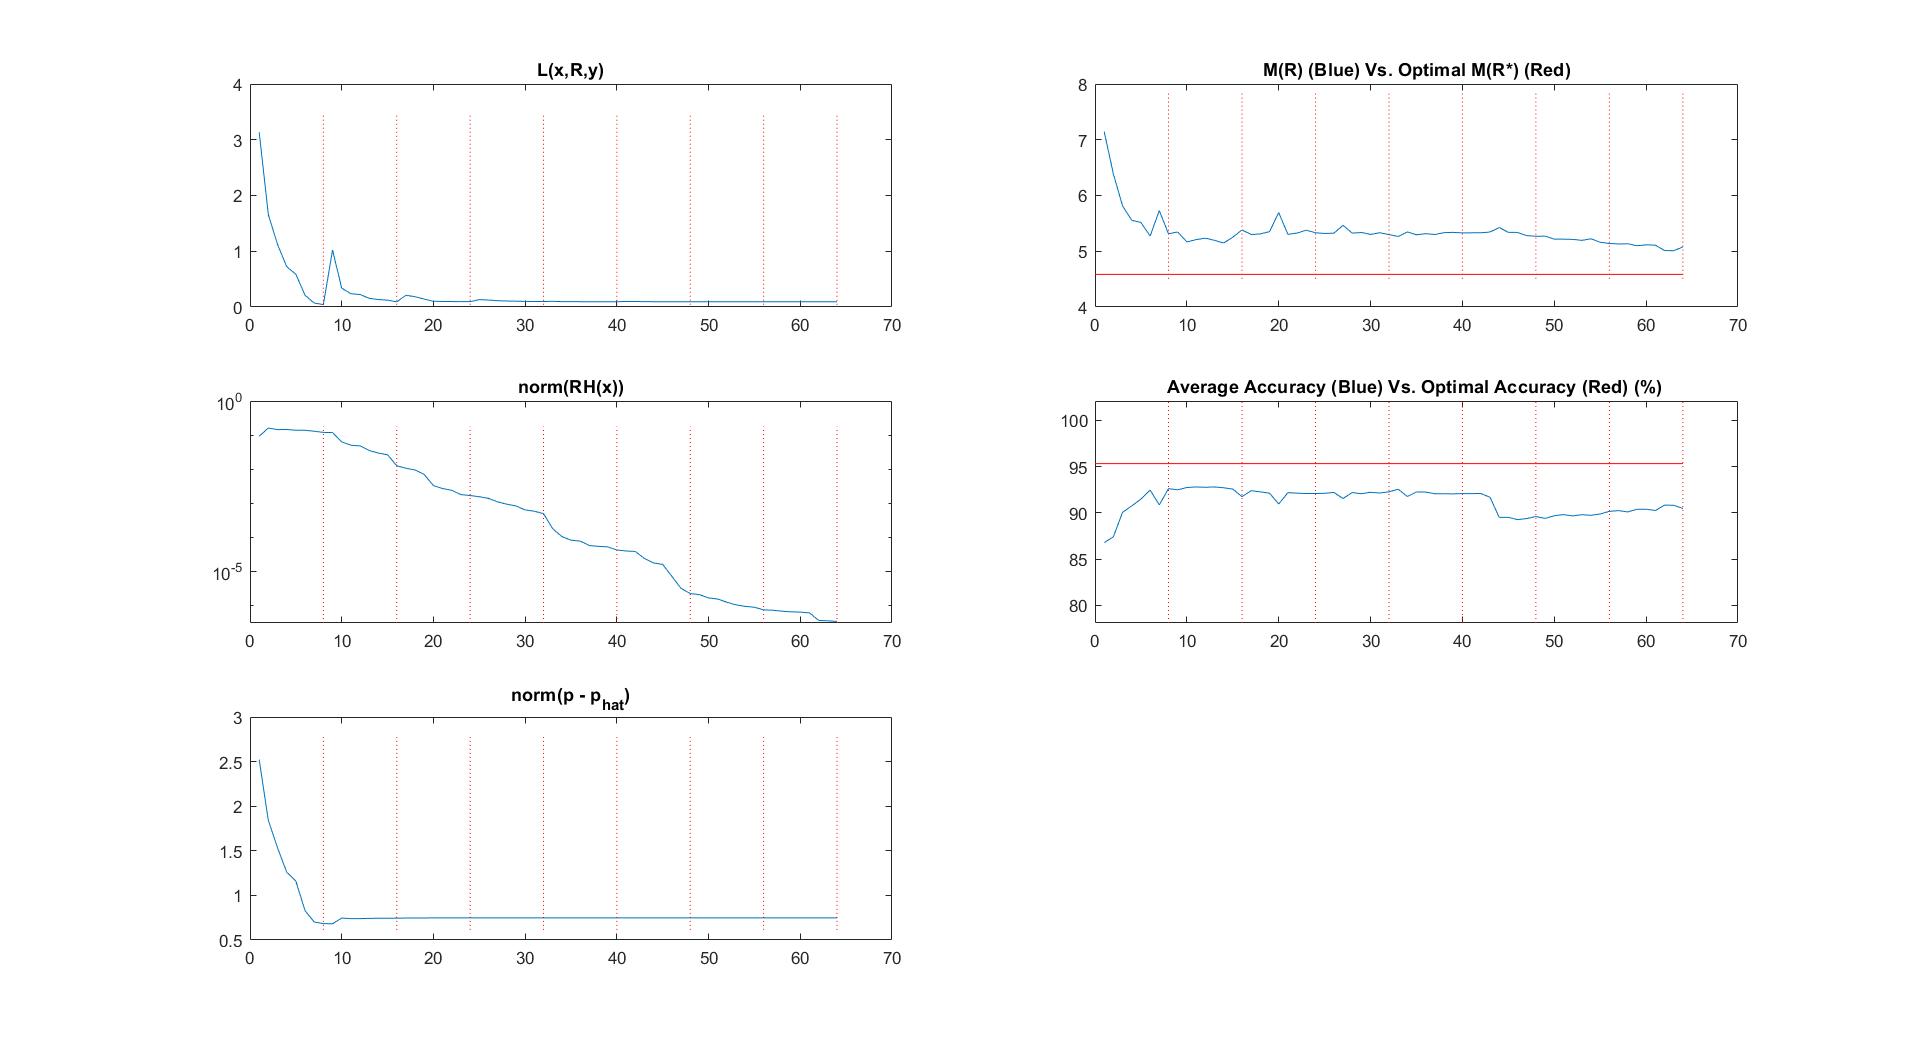 L(x,R,y)
4
3
2
1
0
0 10 20 30 40 50 60 70
M(R) (Blue) Vs. Optimal M(R*) (Red)
8
7
6
5
4
0 10 20 30 40 50 60 70
norm(RH(x))
10^0
10^-5
0 10 20 30 40 50 60 70
Average Accuracy (Blue) Vs. Optimal Accuracy (Red) (%)
100
95
90
85
80
0 10 20 30 40 50 60 70
norm(p - p_hat)
3
2.5
2
1.5
1
0.5
0 10 20 30 40 50 60 70